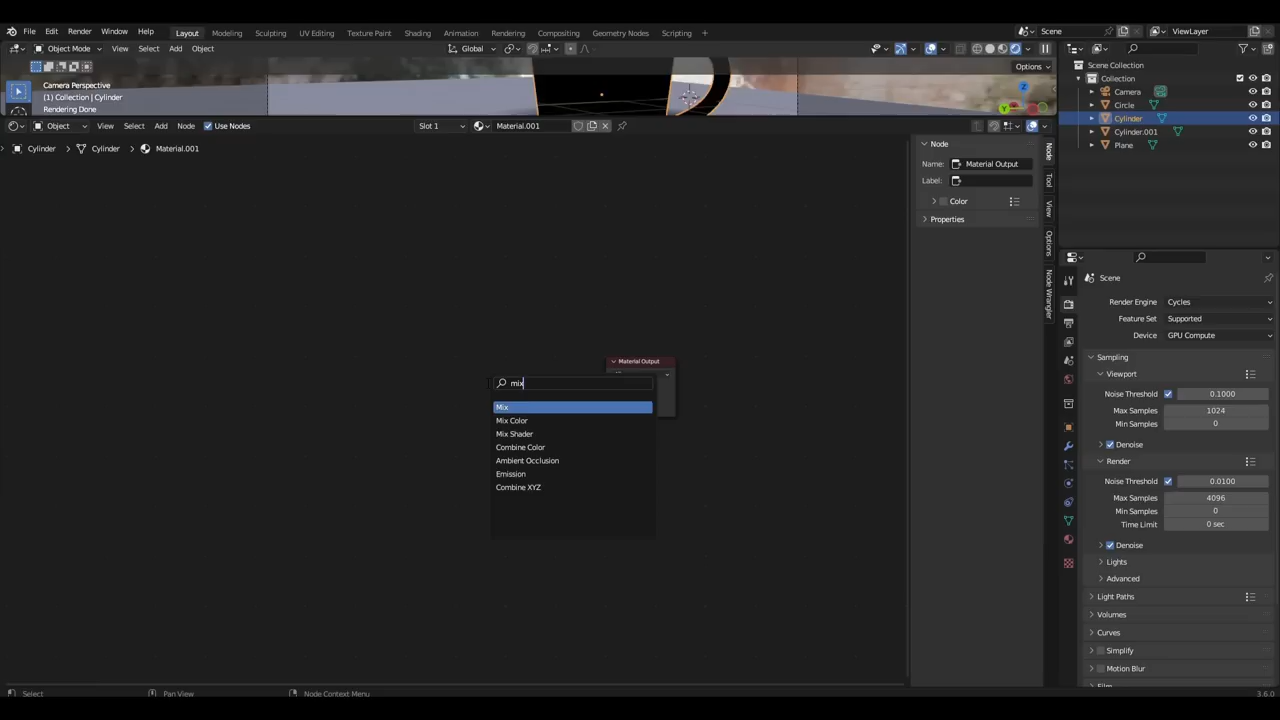 File Edit Render Window Help Layout Modeling Sculpting UV Editing Texture Paint Shading Animation Rendering Compositing Geometry Nodes Scripting + Scene ViewLayer
Object Mode View Select Add Object Global
Options
Camera Perspective
(1) Collection | Cylinder
Rendering Done
Object View Select Add Node Use Nodes Slot 1 Material.001
Cylinder Cylinder Material.001
Material Output
mix
Mix
Mix Color
Mix Shader
Combine Color
Ambient Occlusion
Emission
Combine XYZ
Node
Name: Material Output
Label:
Color
Properties
Node
Tool
View
Options
Node Wrangler
Scene Collection
Collection
Camera
Circle
Cylinder
Cylinder.001
Plane
Scene
Render Engine Cycles
Feature Set Supported
Device GPU Compute
Sampling
Viewport
Noise Threshold 0.1000
Max Samples 1024
Min Samples 0
Denoise
Render
Noise Threshold 0.0100
Max Samples 4096
Min Samples 0
Time Limit 0 sec
Denoise
Lights
Advanced
Light Paths
Volumes
Curves
Simplify
Motion Blur
Film
Select Pan View Node Context Menu 3.6.0